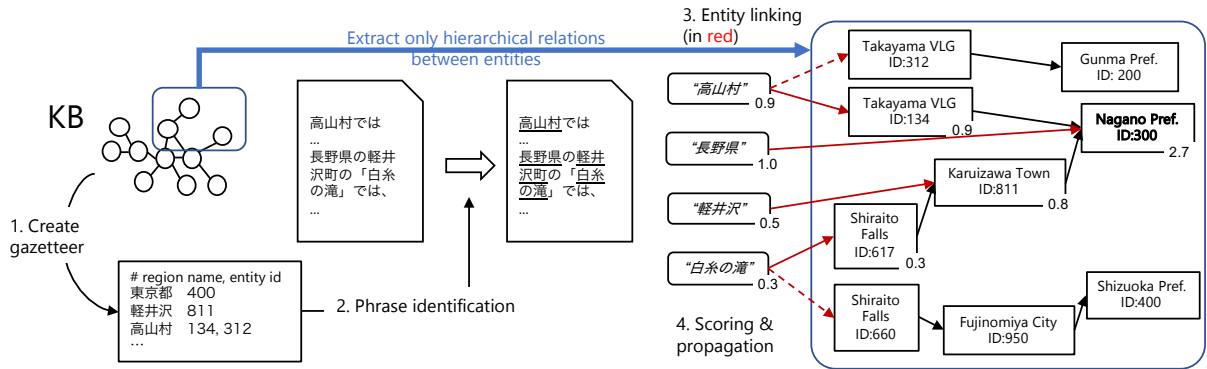 KB
1. Create
gazetteer
# region name, entity id
東京都 400
軽井沢 811
高山村 134, 312
…
Extract only hierarchical relations
between entities
高山村では
...
長野県の軽井
沢町の「白糸
の滝」では、
...
2. Phrase identification
高山村では
...
長野県の軽井
沢町の「白糸
の滝」では、
...
3. Entity linking
(in red)
“高山村”
0.9
“長野県”
1.0
“軽井沢”
0.5
“白糸の滝”
0.3
4. Scoring &
propagation
Takayama VLG
ID:312
Gunma Pref.
ID: 200
Takayama VLG
ID:134
0.9
Nagano Pref.
ID:300
2.7
Karuizawa Town
ID:811
0.8
Shiraito
Falls
ID:617
0.3
Shiraito
Falls
ID:660
Fujinomiya City
ID:950
Shizuoka Pref.
ID:400